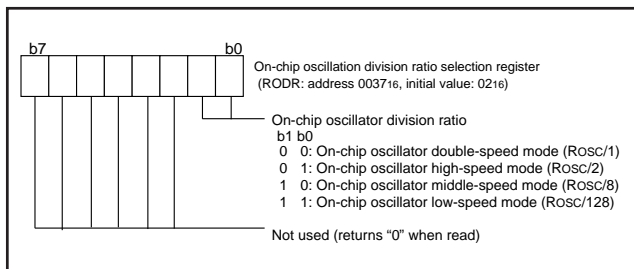 b7 b0
On-chip oscillation division ratio selection register
(RODR: address 003716, initial value: 0216)
On-chip oscillator division ratio
b1 b0
0 0: On-chip oscillator double-speed mode (ROSC/1)
0 1: On-chip oscillator high-speed mode (ROSC/2)
1 0: On-chip oscillator middle-speed mode (ROSC/8)
1 1: On-chip oscillator low-speed mode (ROSC/128)
Not used (returns “0” when read)